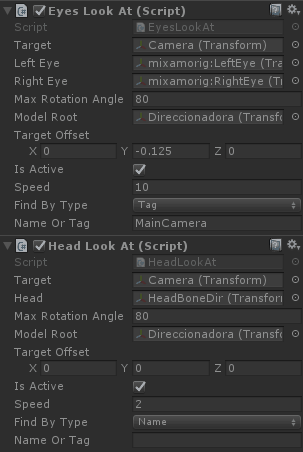 Eyes Look At (Script)
Script EyesLookAt
Target Camera (Transform)
Left Eye mixamorig:LeftEye (Tra
Right Eye mixamorig:RightEye (Tra
Max Rotation Angle 80
Model Root Direccionadora (Transf
Target Offset
X 0 Y -0.125 Z 0
Is Active
Speed 10
Find By Type Tag
Name Or Tag MainCamera
Head Look At (Script)
Script HeadLookAt
Target Camera (Transform)
Head HeadBoneDir (Transform
Max Rotation Angle 80
Model Root Direccionadora (Transf
Target Offset
X 0 Y 0 Z 0
Is Active
Speed 2
Find By Type Name
Name Or Tag